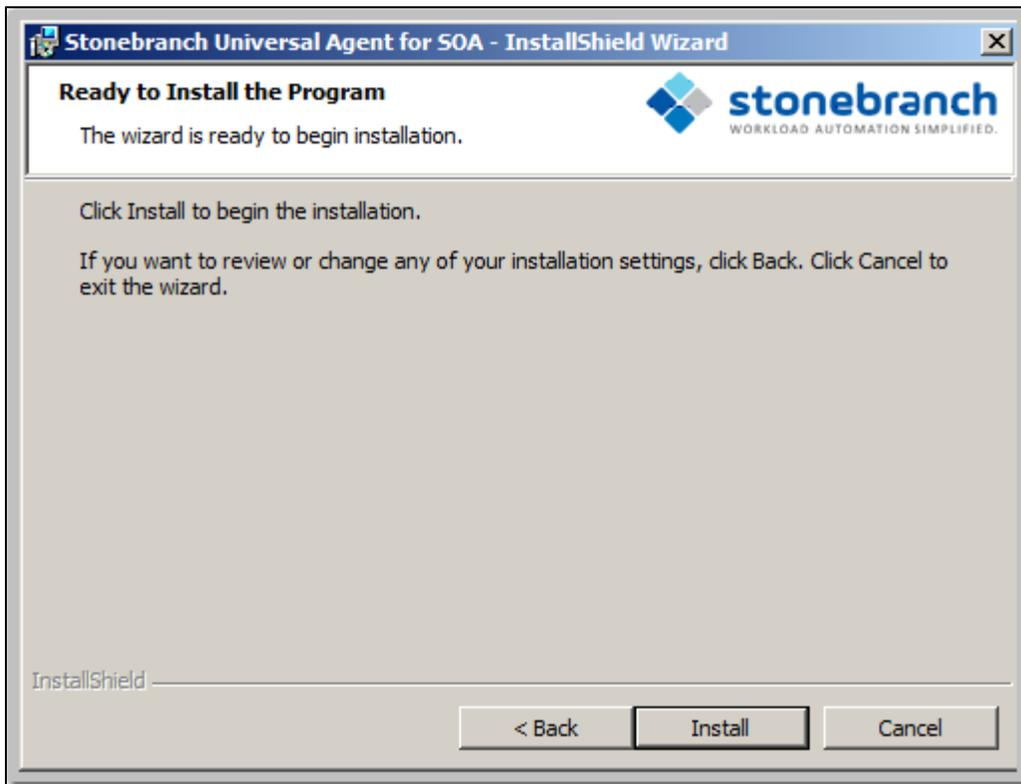 Stonebranch Universal Agent for SOA - InstallShield Wizard
Ready to Install the Program
The wizard is ready to begin installation.
stonebranch
WORKLOAD AUTOMATION SIMPLIFIED.
Click Install to begin the installation.
If you want to review or change any of your installation settings, click Back. Click Cancel to
exit the wizard.
InstallShield
< Back
Install
Cancel